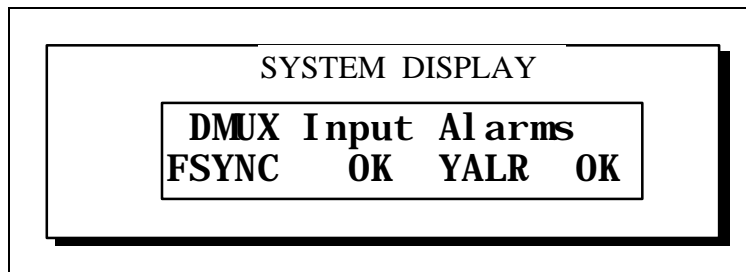 SYSTEM DISPLAY
DMUX Input Alarms
FSYNC OK YALR OK